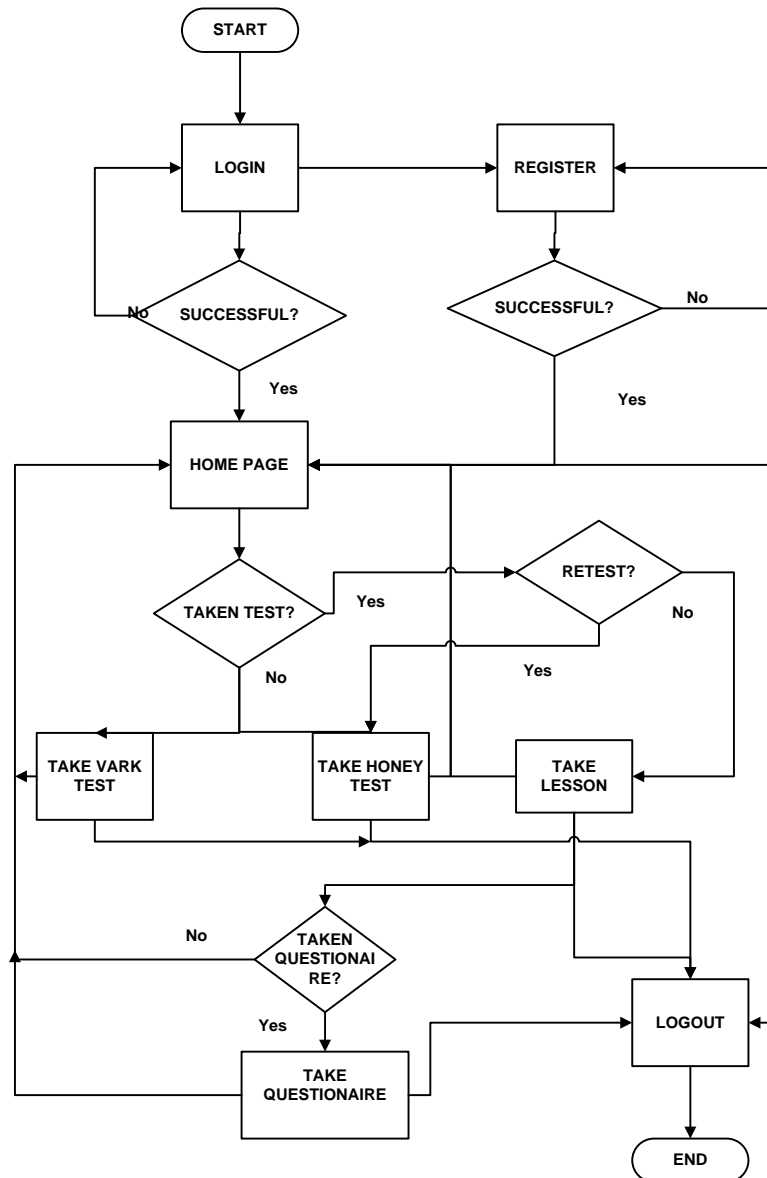 START
LOGIN
REGISTER
No
SUCCESSFUL?
SUCCESSFUL?
No
Yes
Yes
HOME PAGE
RETEST?
TAKEN TEST?
Yes
No
No
Yes
TAKE VARK
TEST
TAKE HONEY
TEST
TAKE
LESSON
No
TAKEN
QUESTIONAI
RE?
Yes
LOGOUT
TAKE
QUESTIONAIRE
END